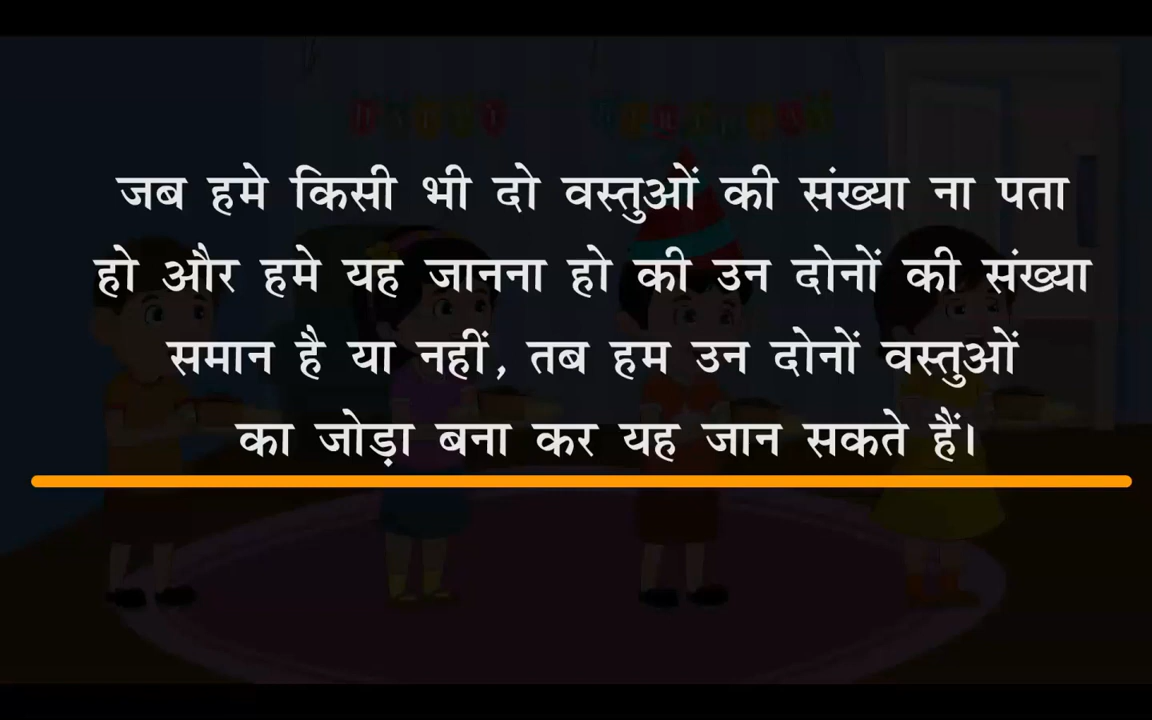 जब हमे किसी भी दो वस्तुओं की संख्या ना पता
हो और हमे यह जानना हो की उन दोनों की संख्या
समान है या नहीं, तब हम उन दोनों वस्तुओं
का जोड़ा बना कर यह जान सकते हैं।